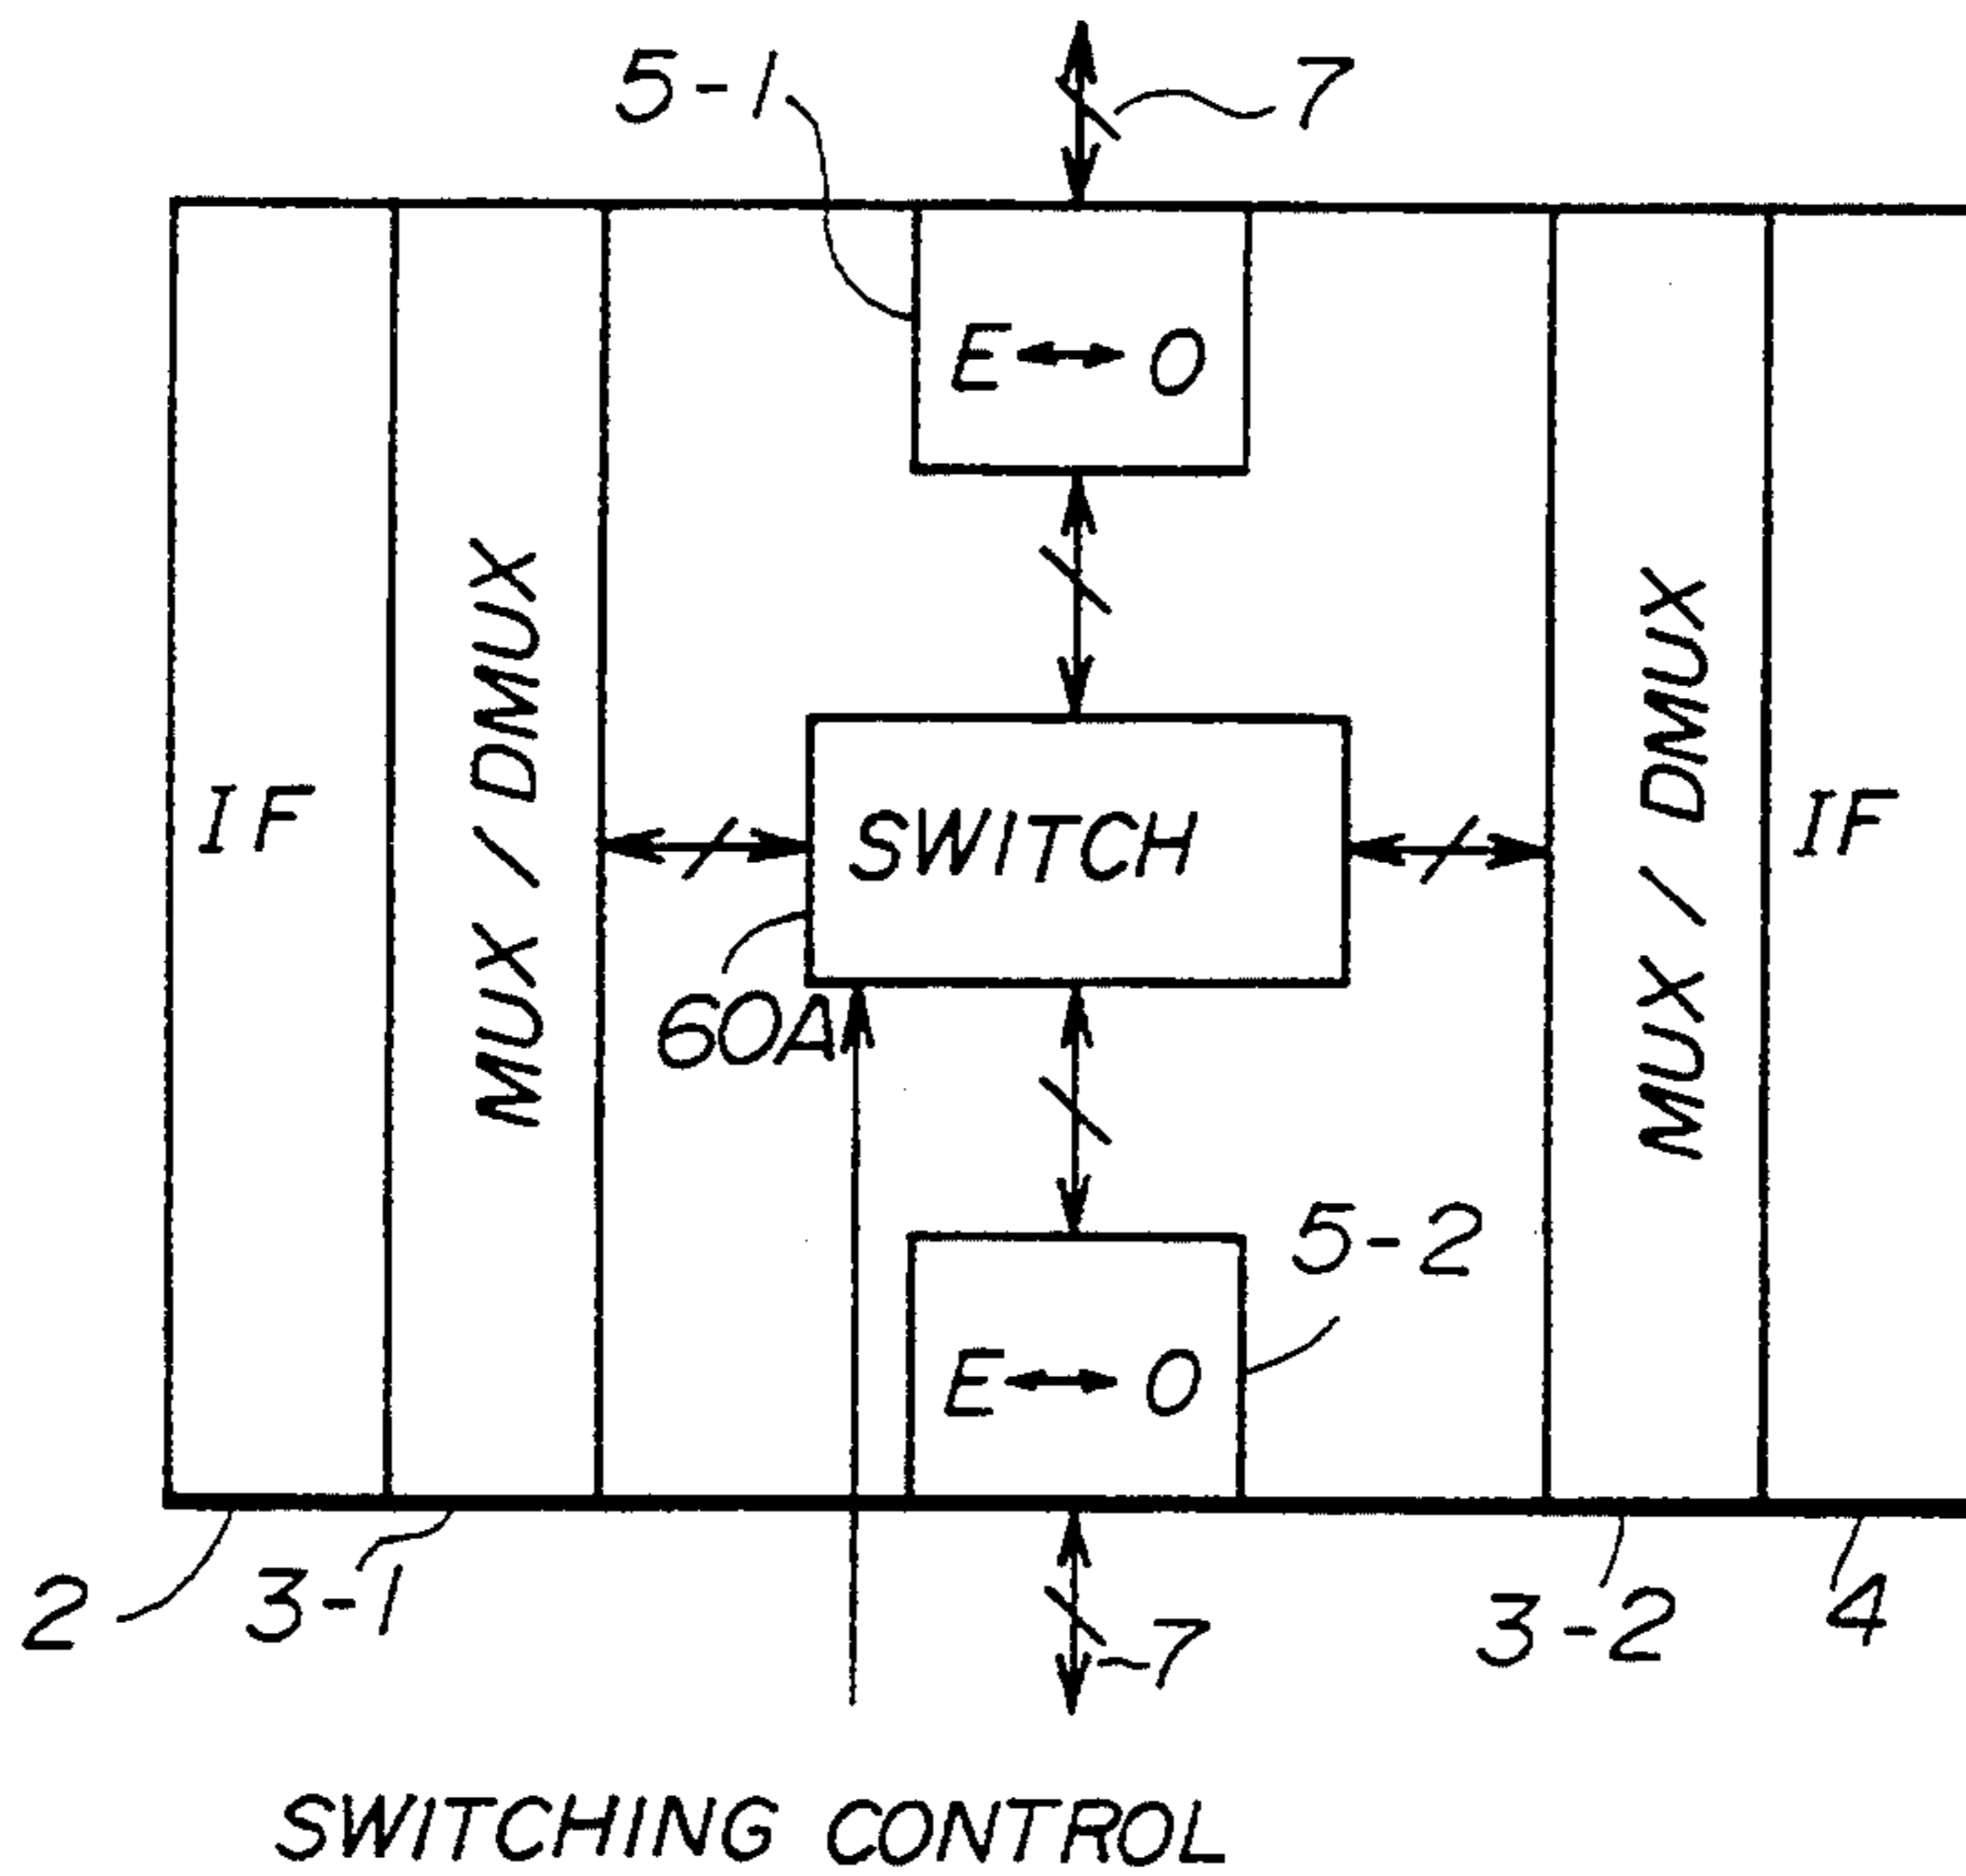 5-1
7
E ↔ O
MUX / DMUX
MUX / DMUX
IF
SWITCH
IF
60A
5-2
E ↔ O
2
3-1
7
3-2
4
SWITCHING CONTROL